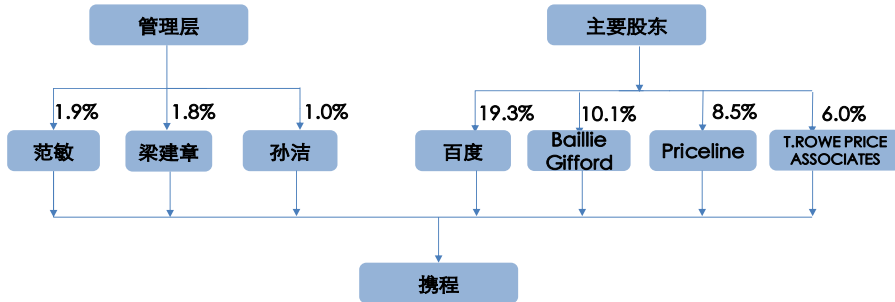 管理层
主要股东
1.9%
1.8%
1.0%
19.3%
10.1%
8.5%
6.0%
范敏
梁建章
孙洁
百度
Baillie
Gifford
Priceline
T.ROWE PRICE
ASSOCIATES
携程